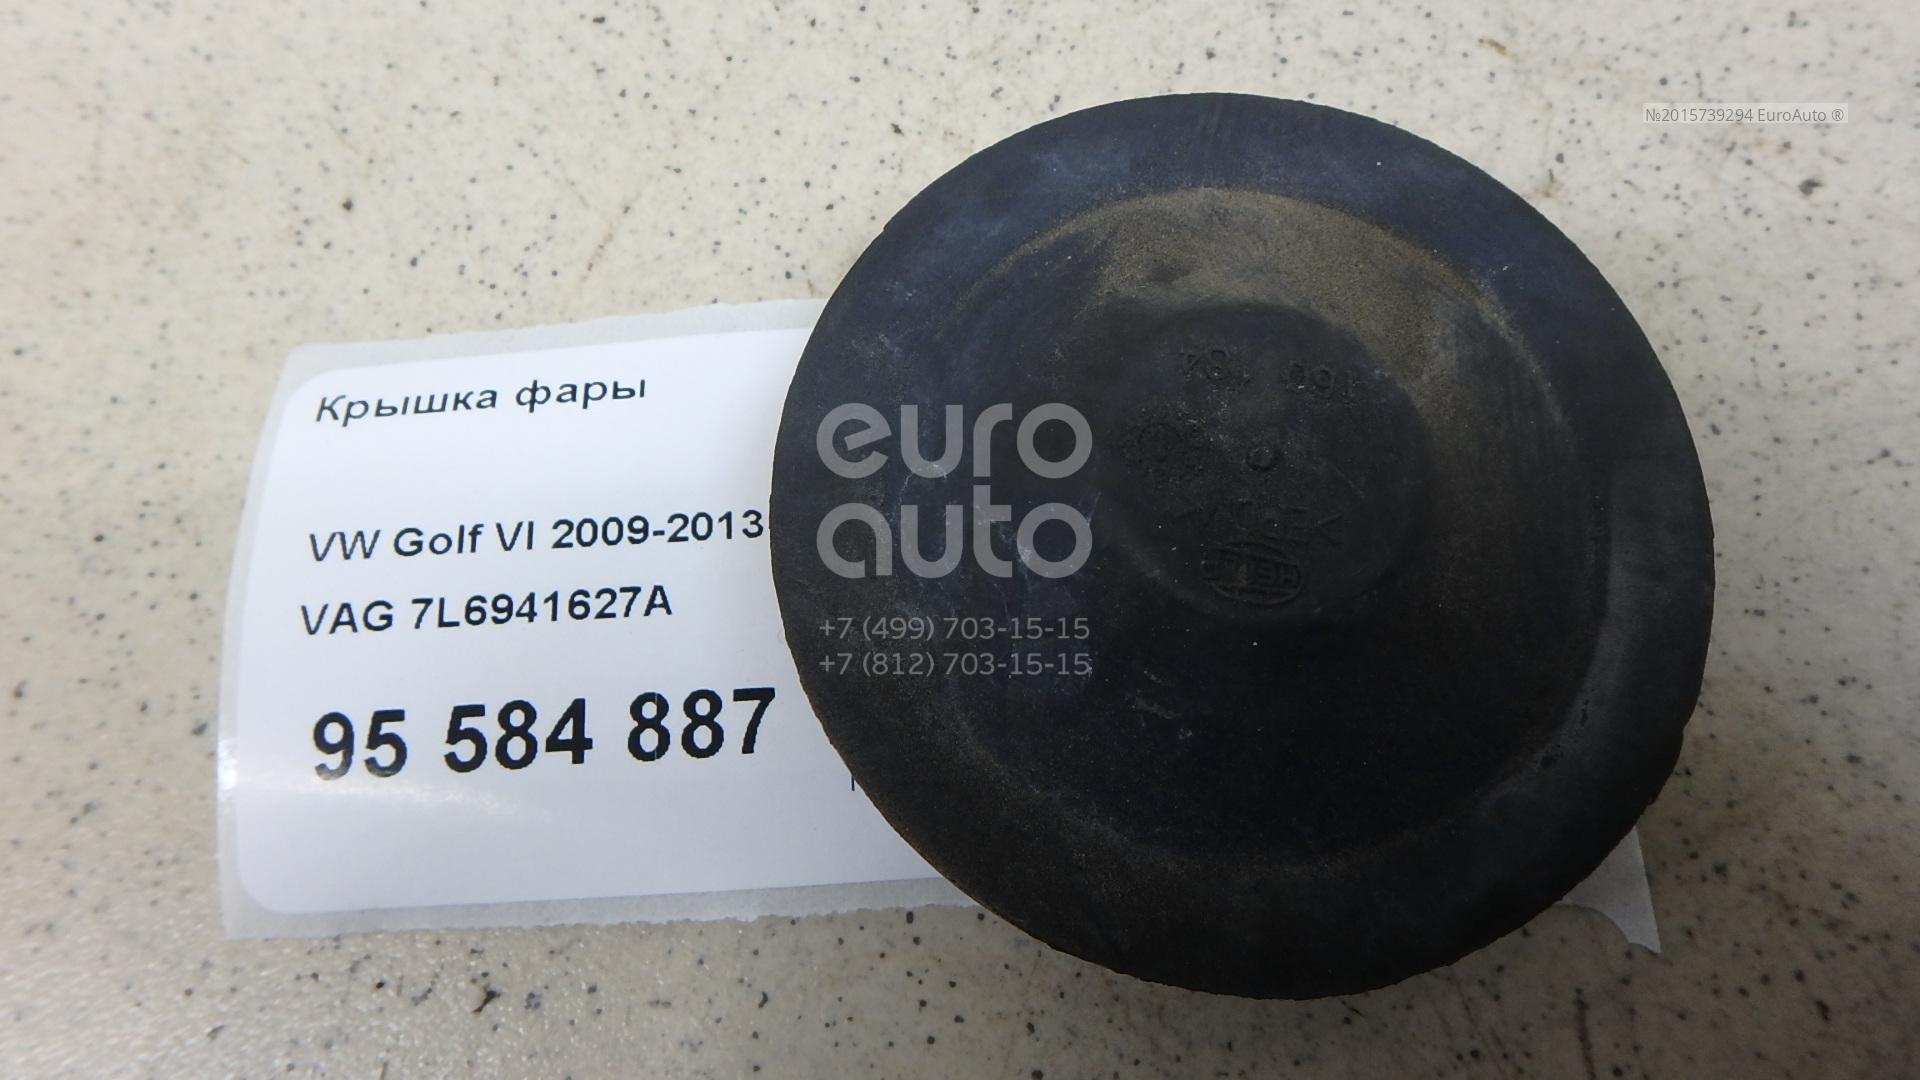 №2015739294 EuroAuto ®
Крышка фары
VW Golf VI 2009-2013
VAG 7L6941627A
95 584 887
euro
auto
+7 (499) 703-15-15
+7 (812) 703-15-15
HELLA